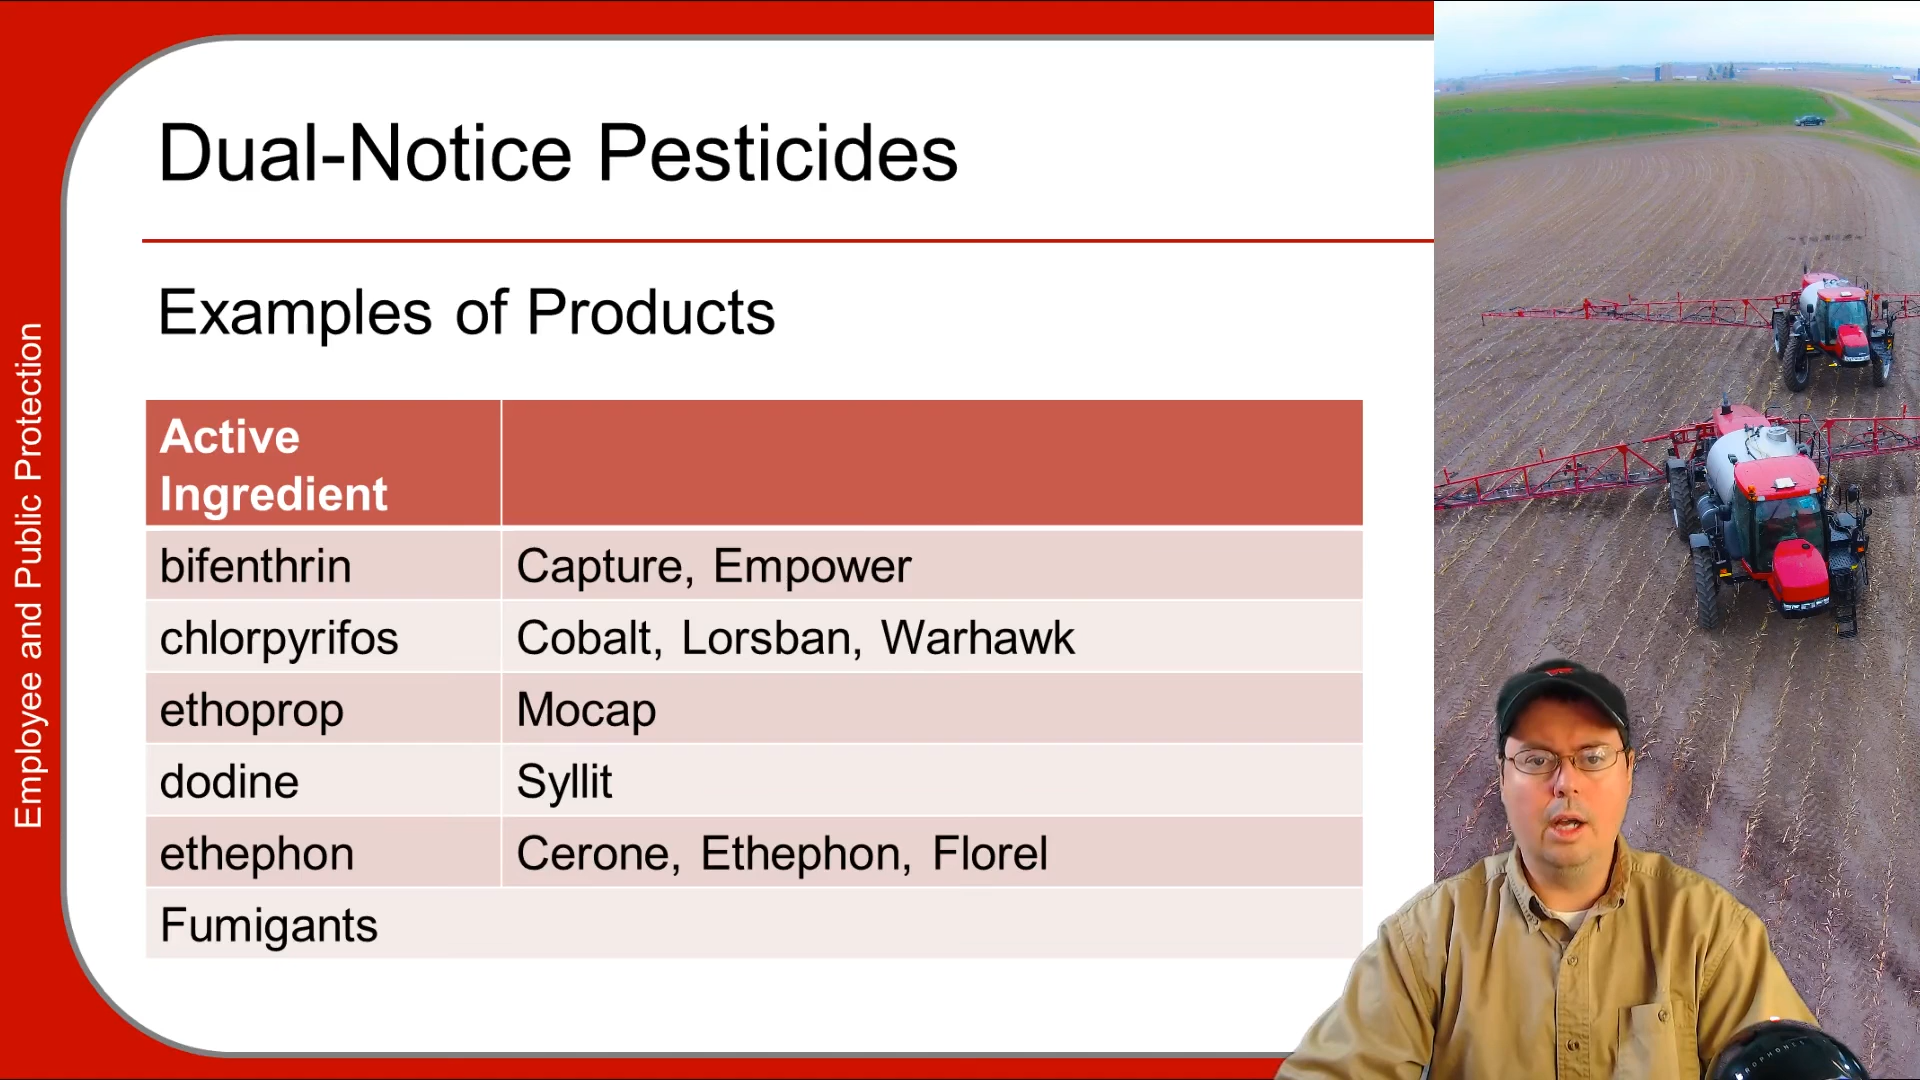 Employee and Public Protection
Dual-Notice Pesticides
Examples of Products
Active
Ingredient
bifenthrin Capture, Empower
chlorpyrifos Cobalt, Lorsban, Warhawk
ethoprop Mocap
dodine Syllit
ethephon Cerone, Ethephon, Florel
Fumigants